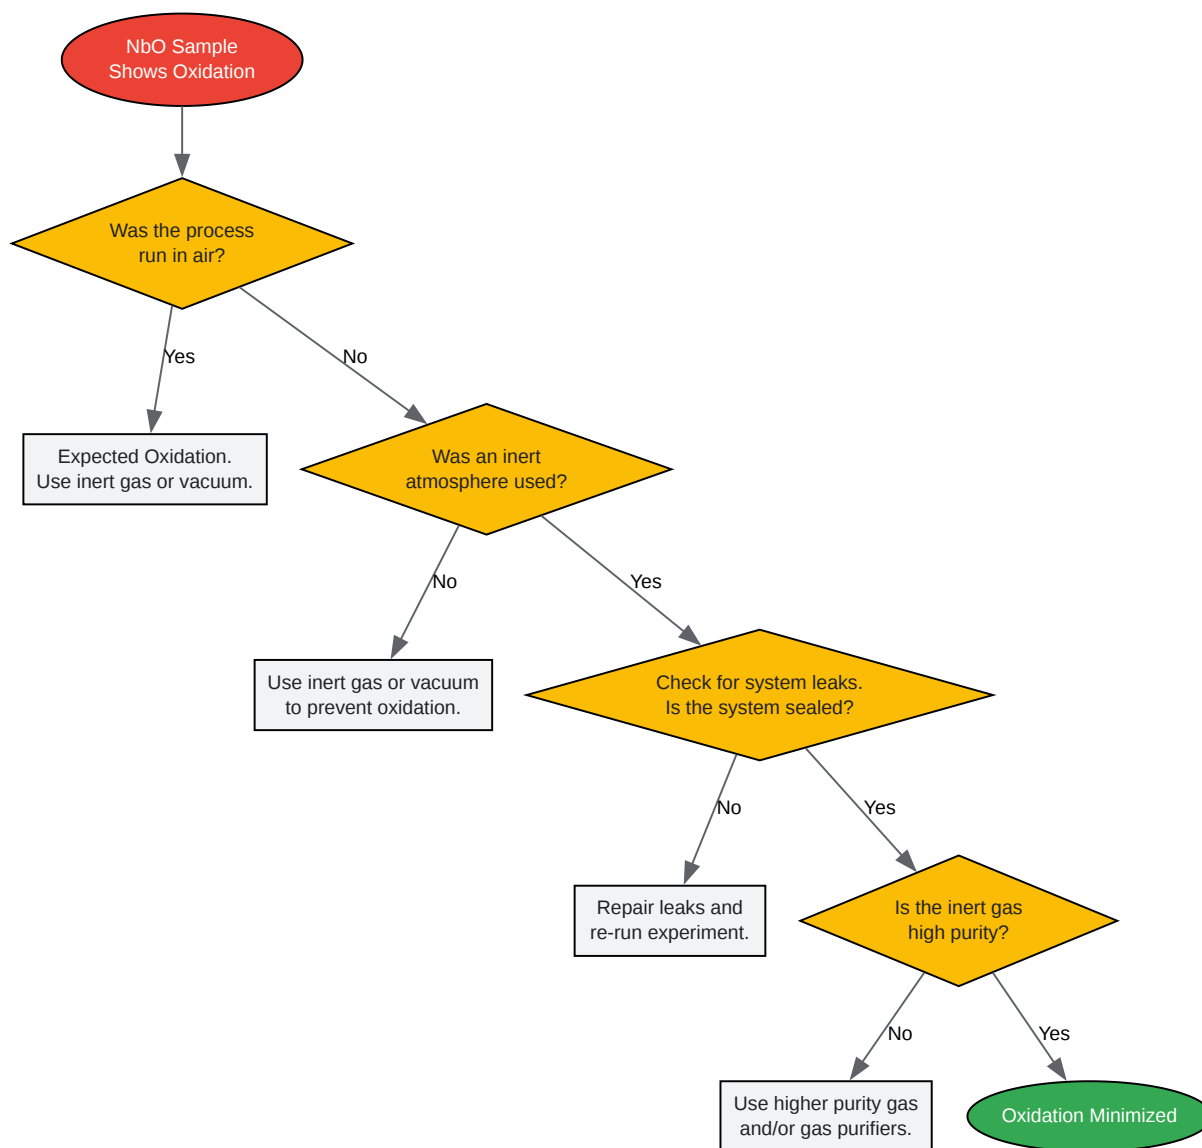 NbO Sample
Shows Oxidation
Was the process
run in air?
Yes
No
Expected Oxidation.
Use inert gas or vacuum.
Was an inert
atmosphere used?
No
Yes
Use inert gas or vacuum
to prevent oxidation.
Check for system leaks.
Is the system sealed?
No
Yes
Repair leaks and
re-run experiment.
Is the inert gas
high purity?
No
Yes
Use higher purity gas
and/or gas purifiers.
Oxidation Minimized